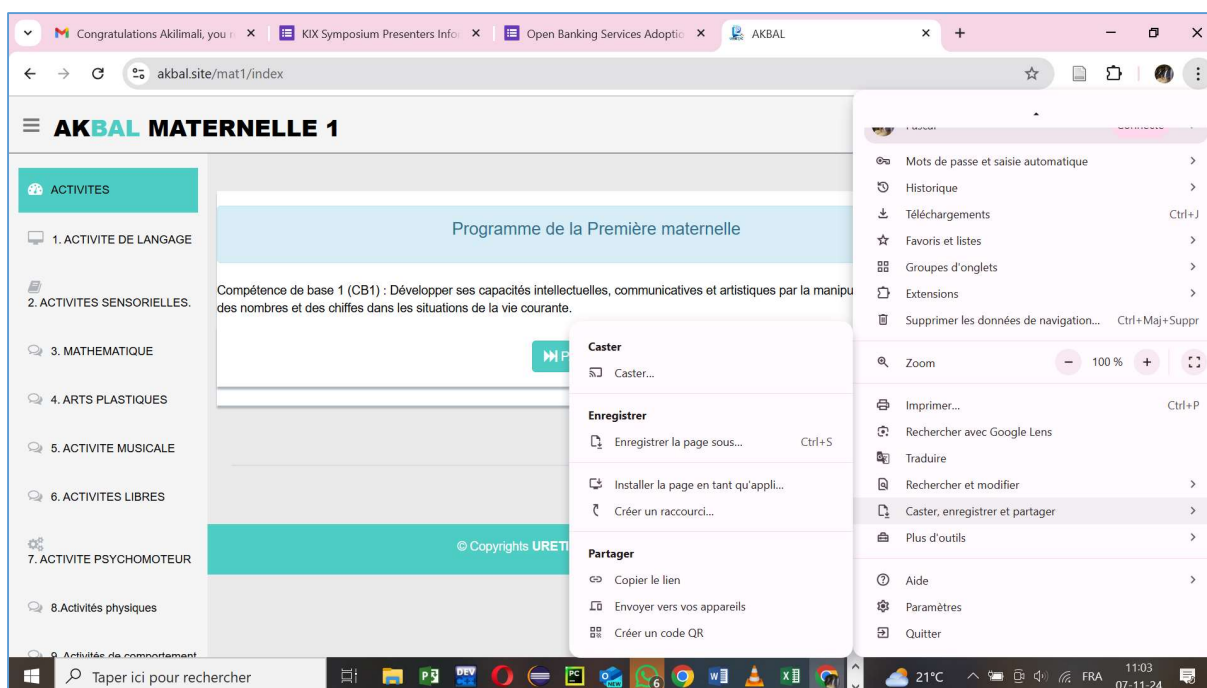 Congratulations Akilimali, you
KIX Symposium Presenters Info
Open Banking Services Adoptio
AKBAL
akbal.site/mat1/index
AKBAL MATERNELLE 1
ACTIVITES
1. ACTIVITE DE LANGAGE
2. ACTIVITES SENSORIELLES.
3. MATHEMATIQUE
4. ARTS PLASTIQUES
5. ACTIVITE MUSICALE
6. ACTIVITES LIBRES
7. ACTIVITE PSYCHOMOTEUR
8.Activités physiques
9. Activités de comportement
Programme de la Première maternelle
Compétence de base 1 (CB1) : Développer ses capacités intellectuelles, communicatives et artistiques par la manipu
des nombres et des chiffes dans les situations de la vie courante.
P
© Copyrights URETI
Caster
Caster...
Enregistrer
Enregistrer la page sous... Ctrl+S
Installer la page en tant qu'appli...
Créer un raccourci...
Partager
Copier le lien
Envoyer vers vos appareils
Créer un code QR
Mots de passe et saisie automatique
Historique
Téléchargements Ctrl+J
Favoris et listes
Groupes d'onglets
Extensions
Supprimer les données de navigation... Ctrl+Maj+Suppr
Zoom - 100 % +
Imprimer... Ctrl+P
Rechercher avec Google Lens
Traduire
Rechercher et modifier
Caster, enregistrer et partager
Plus d'outils
Aide
Paramètres
Quitter
Taper ici pour rechercher
21°C
FRA
11:03
07-11-24